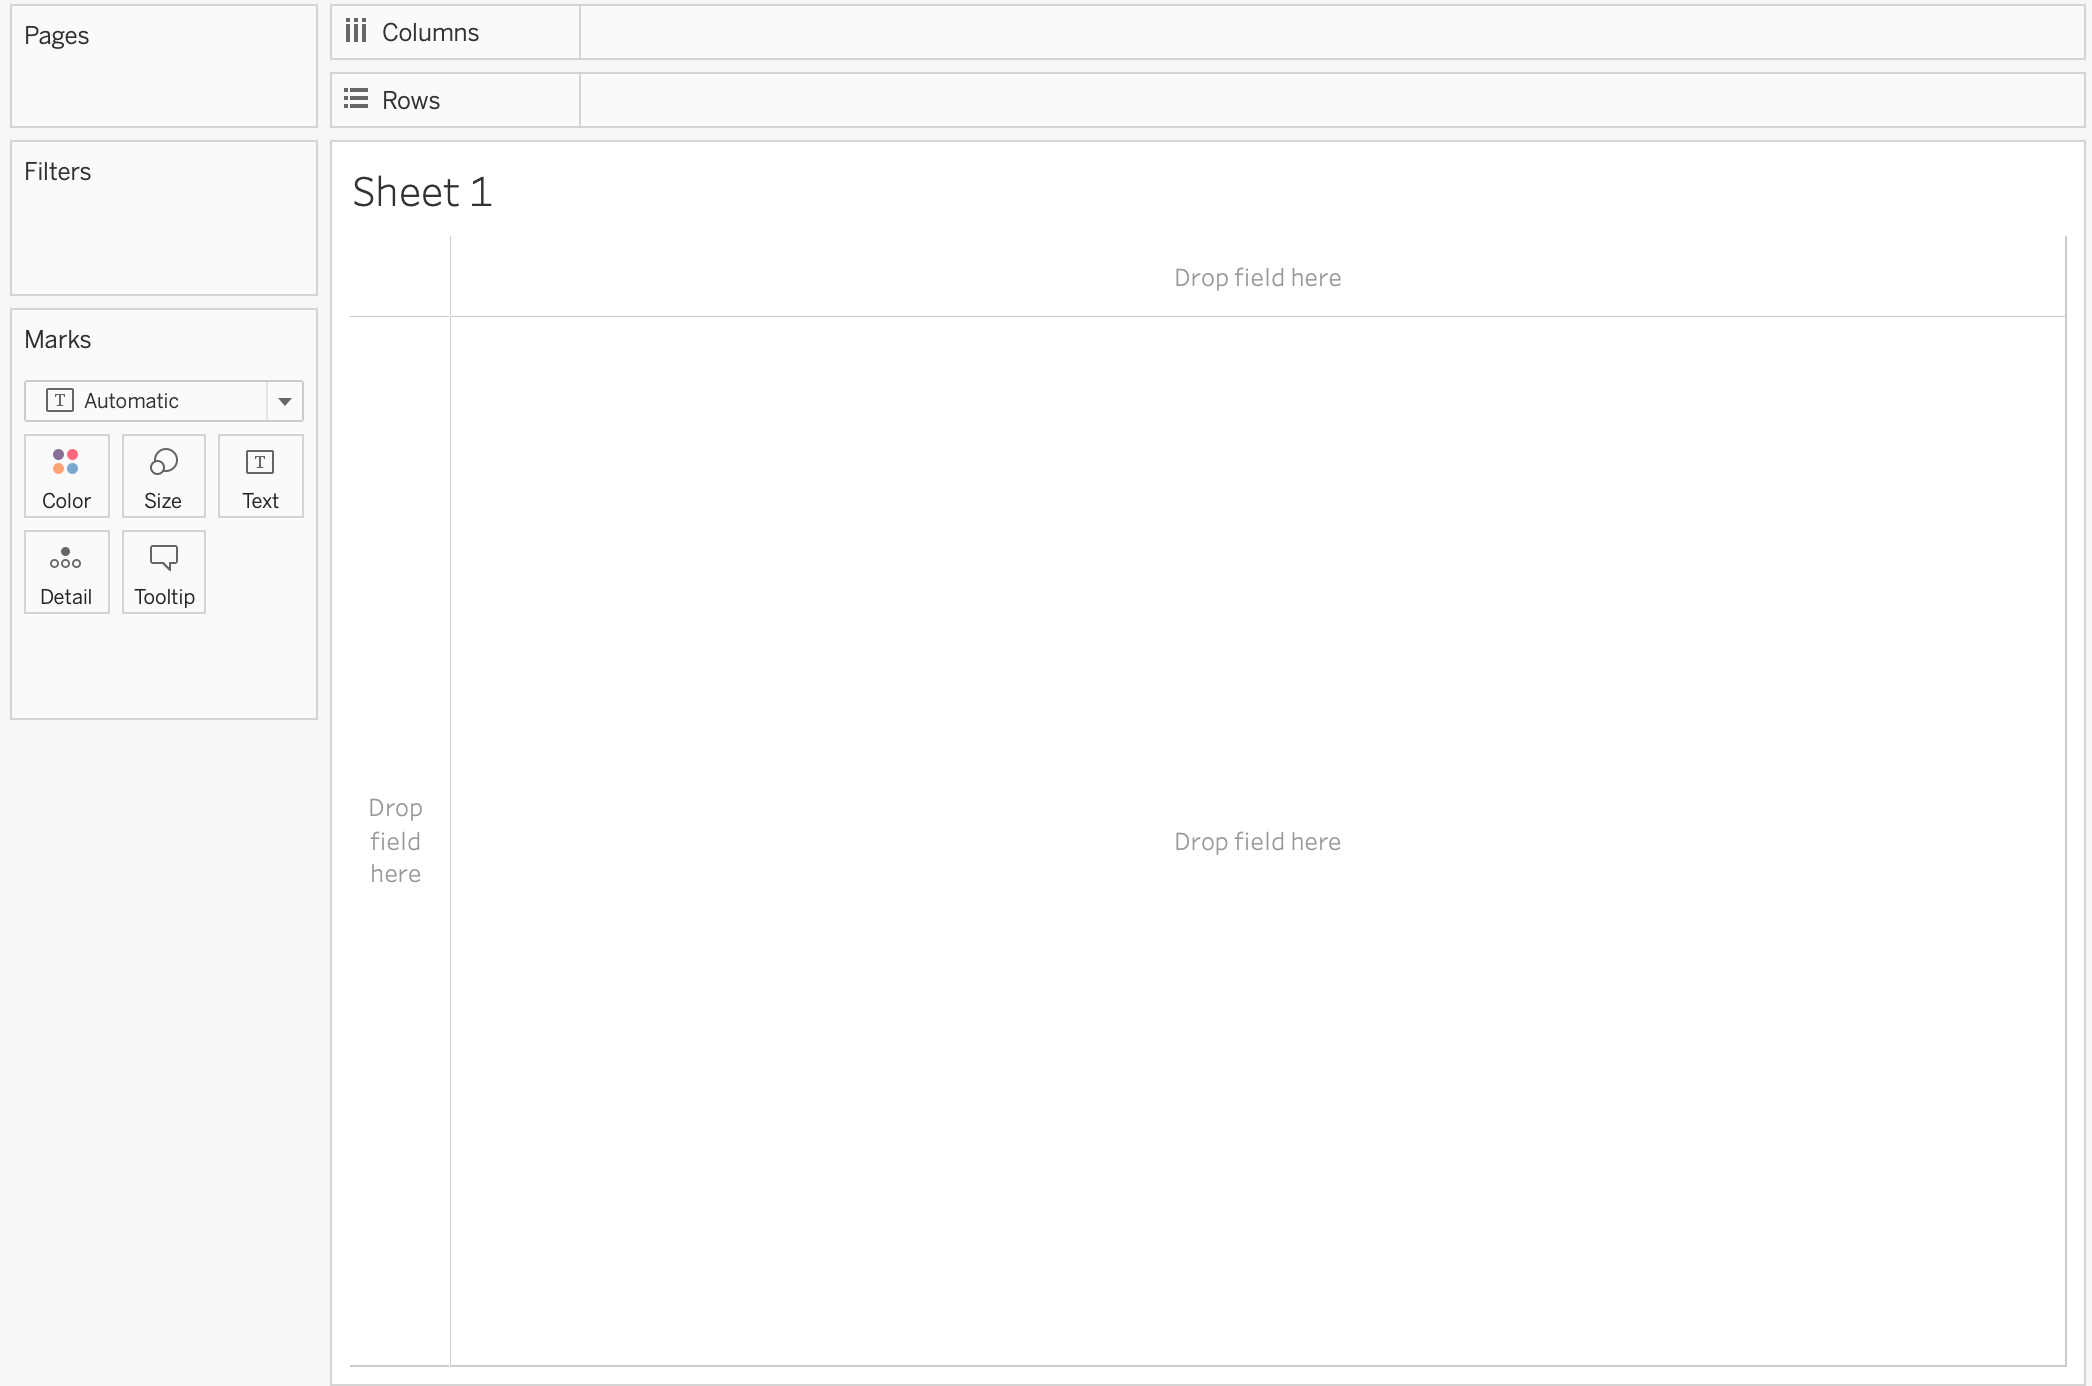 Pages
Columns
Rows
Filters
Sheet 1
Drop field here
Marks
T Automatic
Color
Size
T
Text
Detail
Tooltip
Drop
field
here
Drop field here